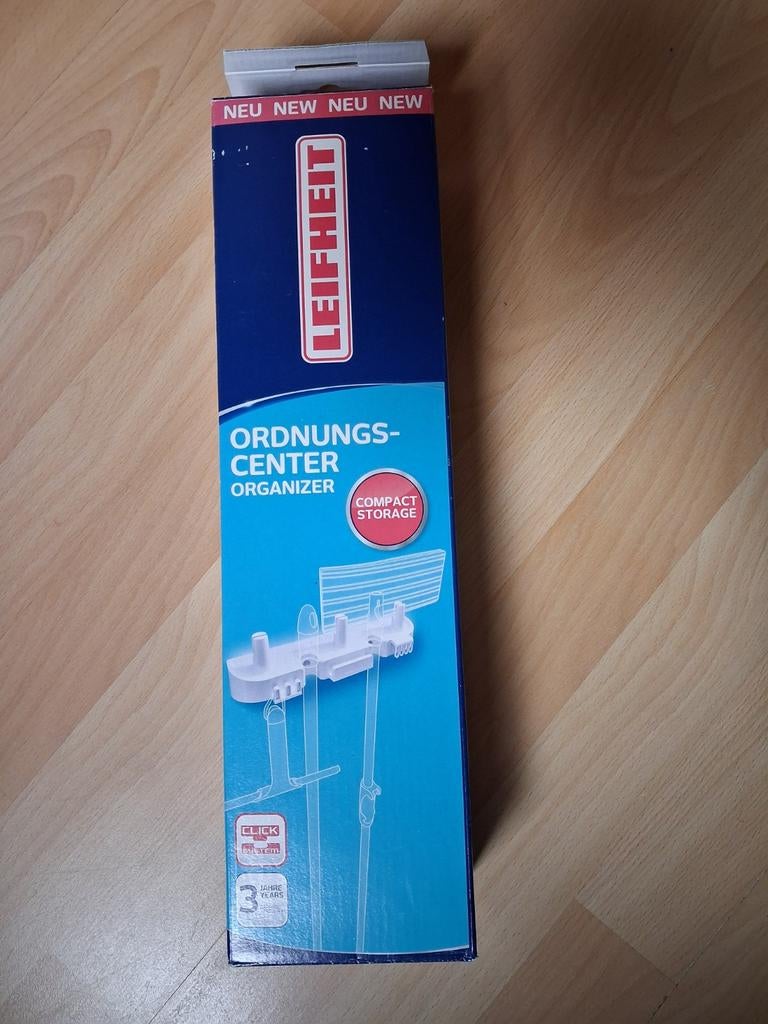 NEU NEW NEU NEW
LEIFHEIT
ORDNUNGS-
CENTER
ORGANIZER
COMPACT
STORAGE
CLICK
SYSTEM
3 JAHRE
YEARS